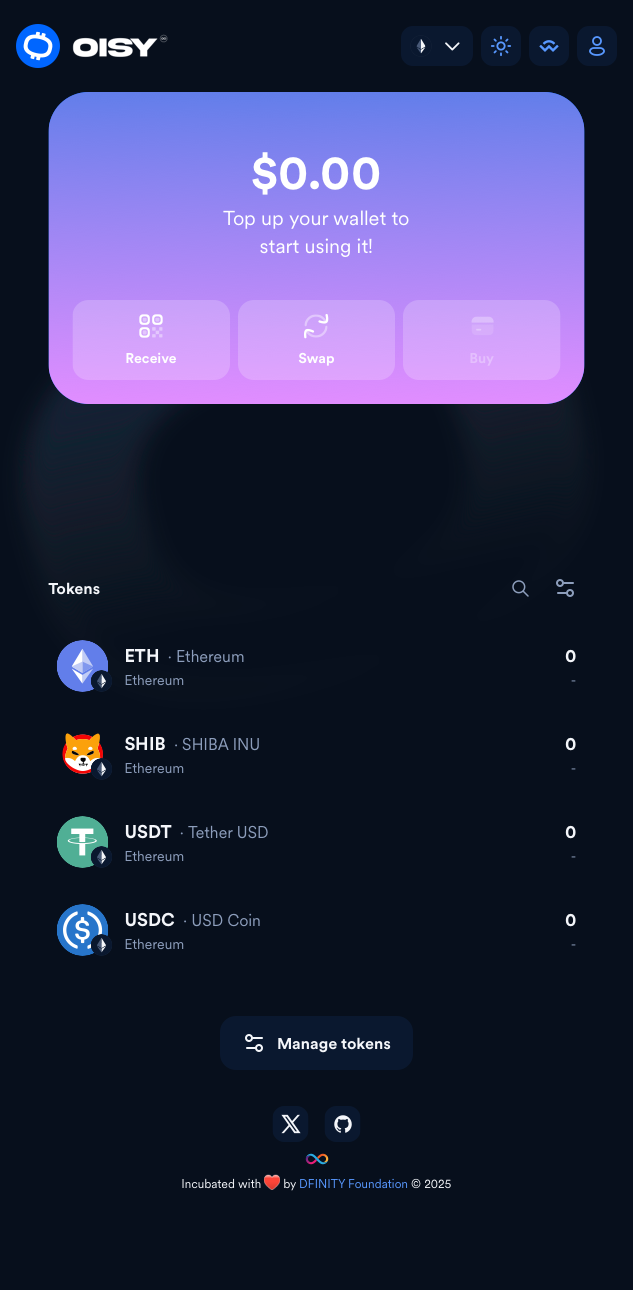 OISY
$0.00
Top up your wallet to
start using it!
Receive
Swap
Buy
Tokens
ETH · Ethereum
0
Ethereum
-
SHIB · SHIBA INU
0
Ethereum
-
USDT · Tether USD
0
Ethereum
-
USDC · USD Coin
0
Ethereum
-
Manage tokens
Incubated with ❤️ by DFINITY Foundation © 2025